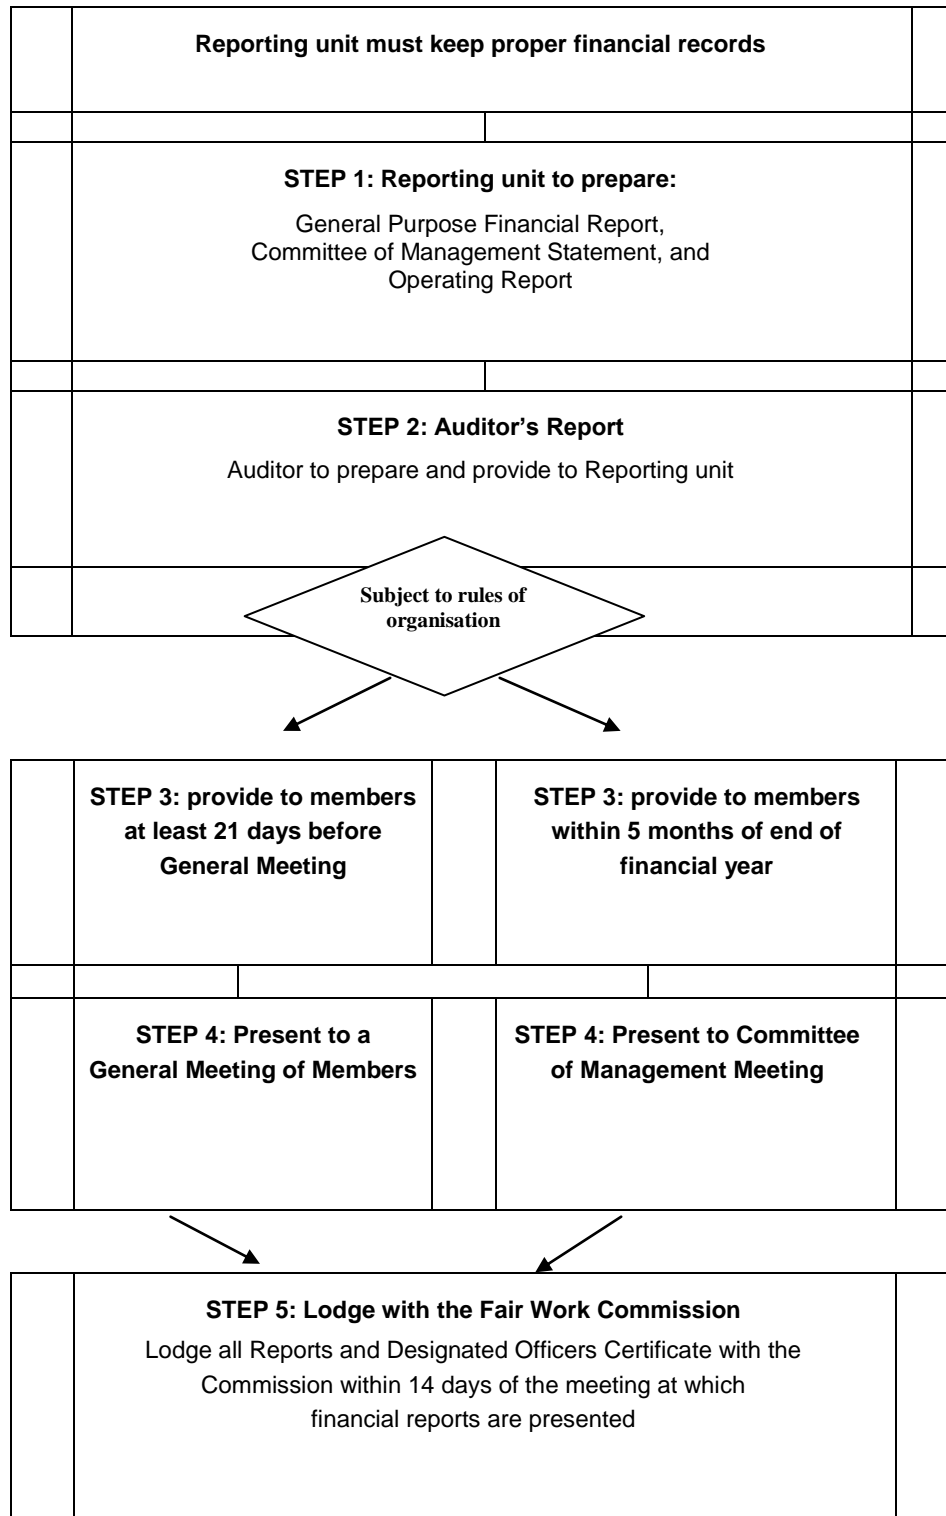 Reporting unit must keep proper financial records
STEP 1: Reporting unit to prepare:
General Purpose Financial Report,
Committee of Management Statement, and
Operating Report
STEP 2: Auditor’s Report
Auditor to prepare and provide to Reporting unit
Subject to rules of
organisation
STEP 3: provide to members
at least 21 days before
General Meeting
STEP 3: provide to members
within 5 months of end of
financial year
STEP 4: Present to a
General Meeting of Members
STEP 4: Present to Committee
of Management Meeting
STEP 5: Lodge with the Fair Work Commission
Lodge all Reports and Designated Officers Certificate with the
Commission within 14 days of the meeting at which
financial reports are presented